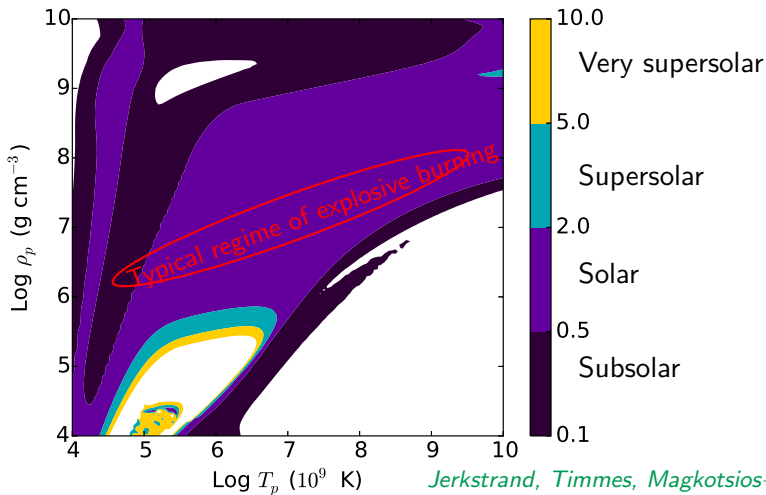 10
9
8
7
6
5
4
4
5
6
7
8
9
10
Log ρp (g cm⁻³)
Log Tp (10⁹ K)
Typical regime of explosive burning
10.0
5.0
2.0
0.5
0.1
Very supersolar
Supersolar
Solar
Subsolar
Jerkstrand, Timmes, Magkotsios